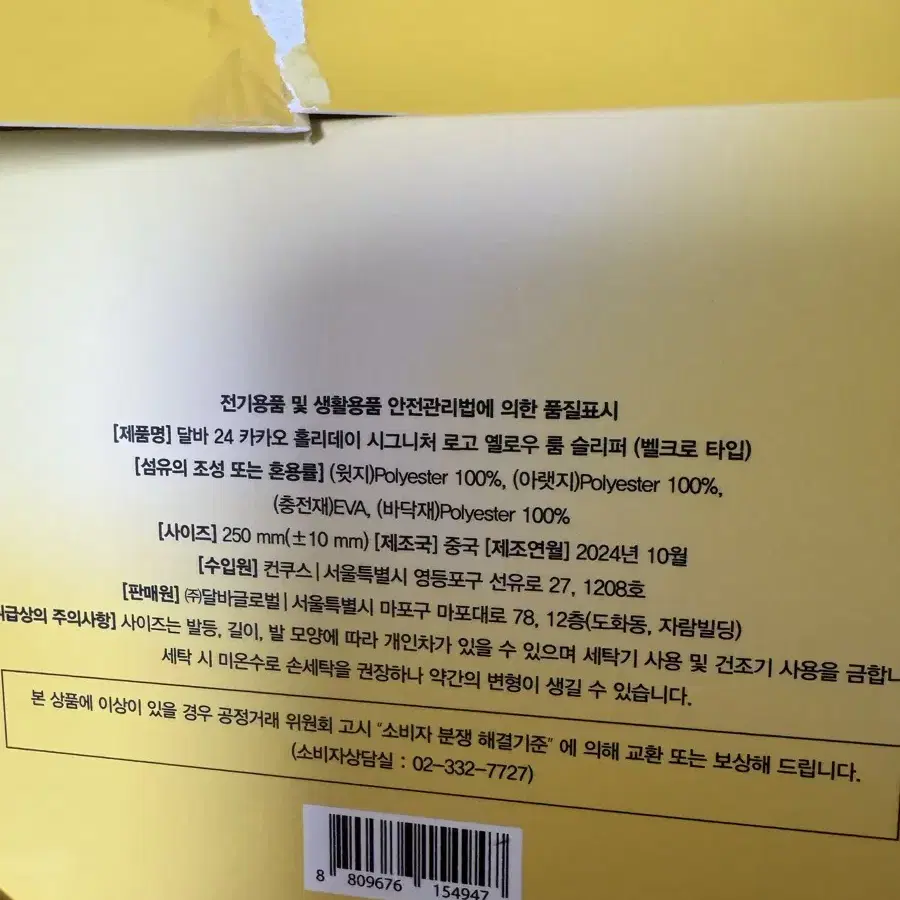 전기용품 및 생활용품 안전관리법에 의한 품질표시
[제품명] 달바 24 카카오 홀리데이 시그니처 로고 옐로우 룸 슬리퍼 (벨크로 타입)
[섬유의 조성 또는 혼용률] (윗지)Polyester 100%, (아랫지)Polyester 100%,
(충전재)EVA, (바닥재)Polyester 100%
[사이즈] 250 mm(±10 mm) [제조국] 중국 [제조연월] 2024년 10월
[수입원] 컨쿠스 | 서울특별시 영등포구 선유로 27, 1208호
[판매원] ㈜달바글로벌 | 서울특별시 마포구 마포대로 78, 12층(도화동, 자람빌딩)
급상의 주의사항] 사이즈는 발등, 길이, 발 모양에 따라 개인차가 있을 수 있으며 세탁기 사용 및 건조기 사용을 금합니
세탁 시 미온수로 손세탁을 권장하나 약간의 변형이 생길 수 있습니다.
본 상품에 이상이 있을 경우 공정거래 위원회 고시 "소비자 분쟁 해결기준" 에 의해 교환 또는 보상해 드립니다.
(소비자상담실 : 02-332-7727)
8 809676 154947